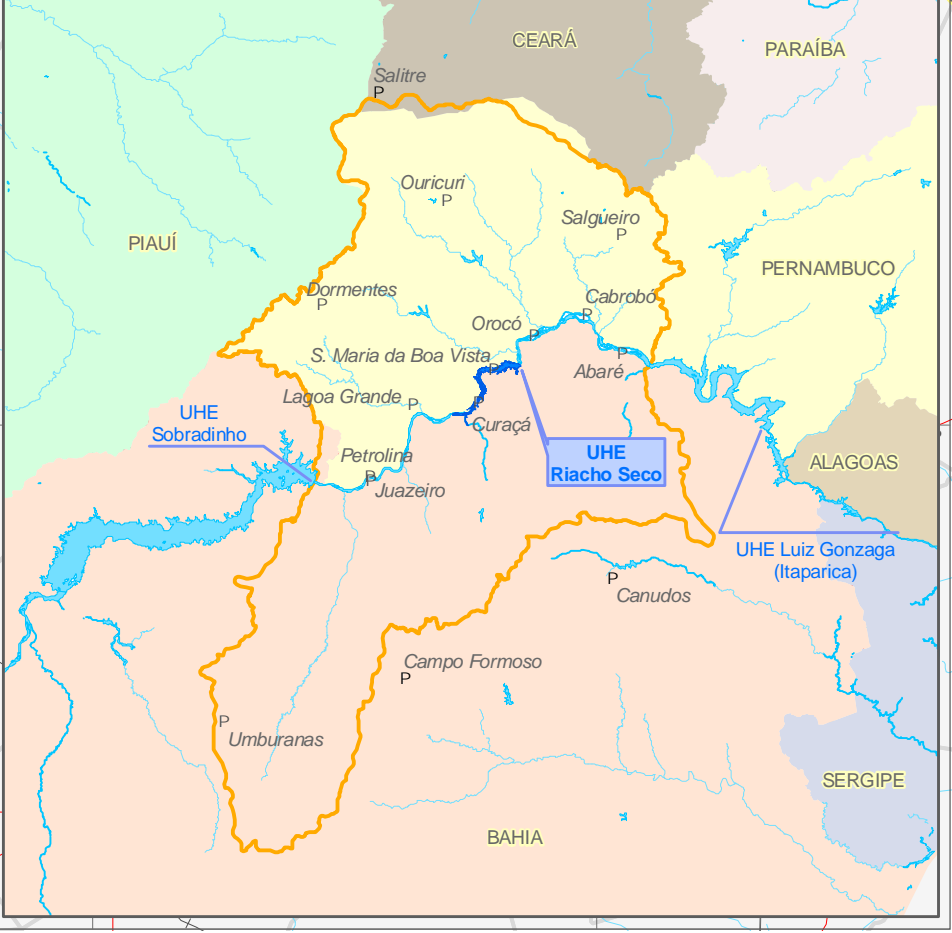 CEARÁ
PARAÍBA
Salitre
P
Ouricuri
P
Salgueiro
P
PIAUÍ
PERNAMBUCO
Dormentes
P
Cabrobó
P
Orocó
P
S. Maria da Boa Vista
P
Abaré
P
Lagoa Grande
P
P
Curaçá
UHE
Sobradinho
UHE
Riacho Seco
Petrolina
P
Juazeiro
ALAGOAS
UHE Luiz Gonzaga
(Itaparica)
P
Canudos
Campo Formoso
P
P
Umburanas
SERGIPE
BAHIA